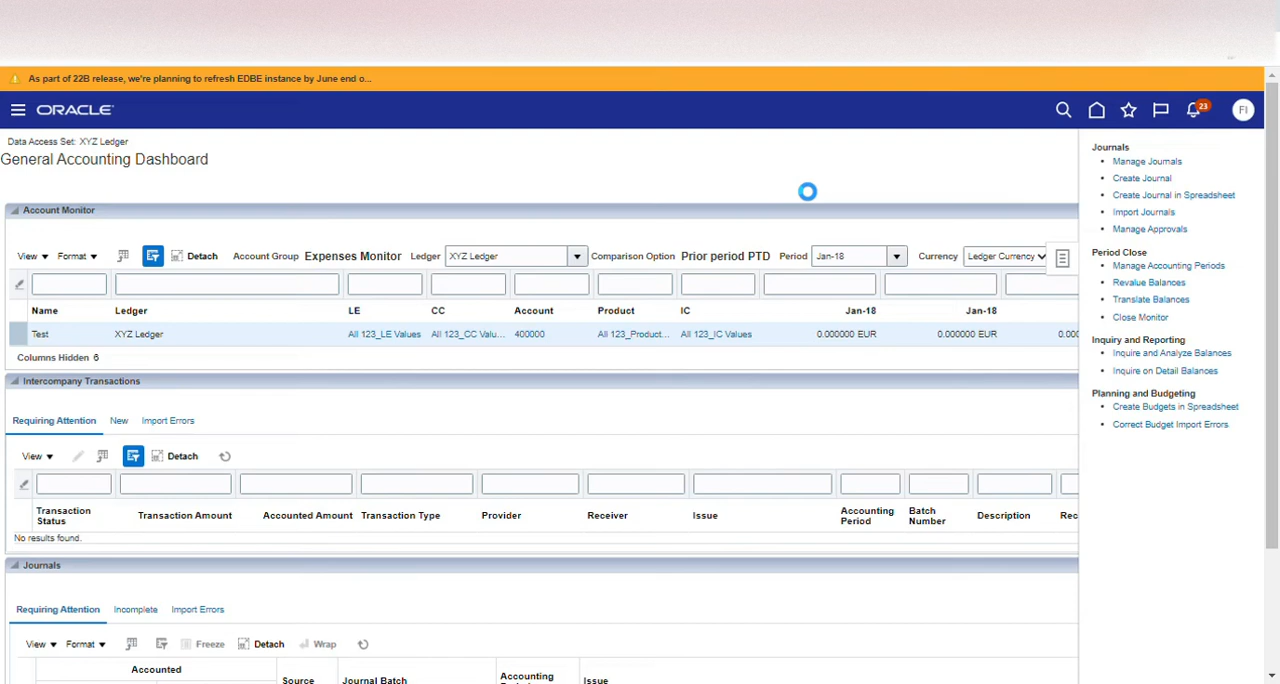 As part of 22B release, we're planning to refresh EDBE instance by June end o...
ORACLE
23
FI
Data Access Set: XYZ Ledger
General Accounting Dashboard
Account Monitor
View Format Detach Account Group Expenses Monitor Ledger XYZ Ledger Comparison Option Prior period PTD Period Jan-18 Currency Ledger Currency
Name Ledger LE CC Account Product IC Jan-18 Jan-18
Test XYZ Ledger All 123_LE Values All 123_CC Valu... 400000 All 123_Product... All 123_IC Values 0.000000 EUR 0.000000 EUR 0.000
Columns Hidden 6
Intercompany Transactions
Requiring Attention New Import Errors
View Detach
Transaction Status Transaction Amount Accounted Amount Transaction Type Provider Receiver Issue Accounting Period Batch Number Description Rec
No results found.
Journals
Requiring Attention Incomplete Import Errors
View Format Freeze Detach Wrap
Accounted
Source Journal Batch Accounting Issue
Journals
Manage Journals
Create Journal
Create Journal in Spreadsheet
Import Journals
Manage Approvals
Period Close
Manage Accounting Periods
Revalue Balances
Translate Balances
Close Monitor
Inquiry and Reporting
Inquire and Analyze Balances
Inquire on Detail Balances
Planning and Budgeting
Create Budgets in Spreadsheet
Correct Budget Import Errors